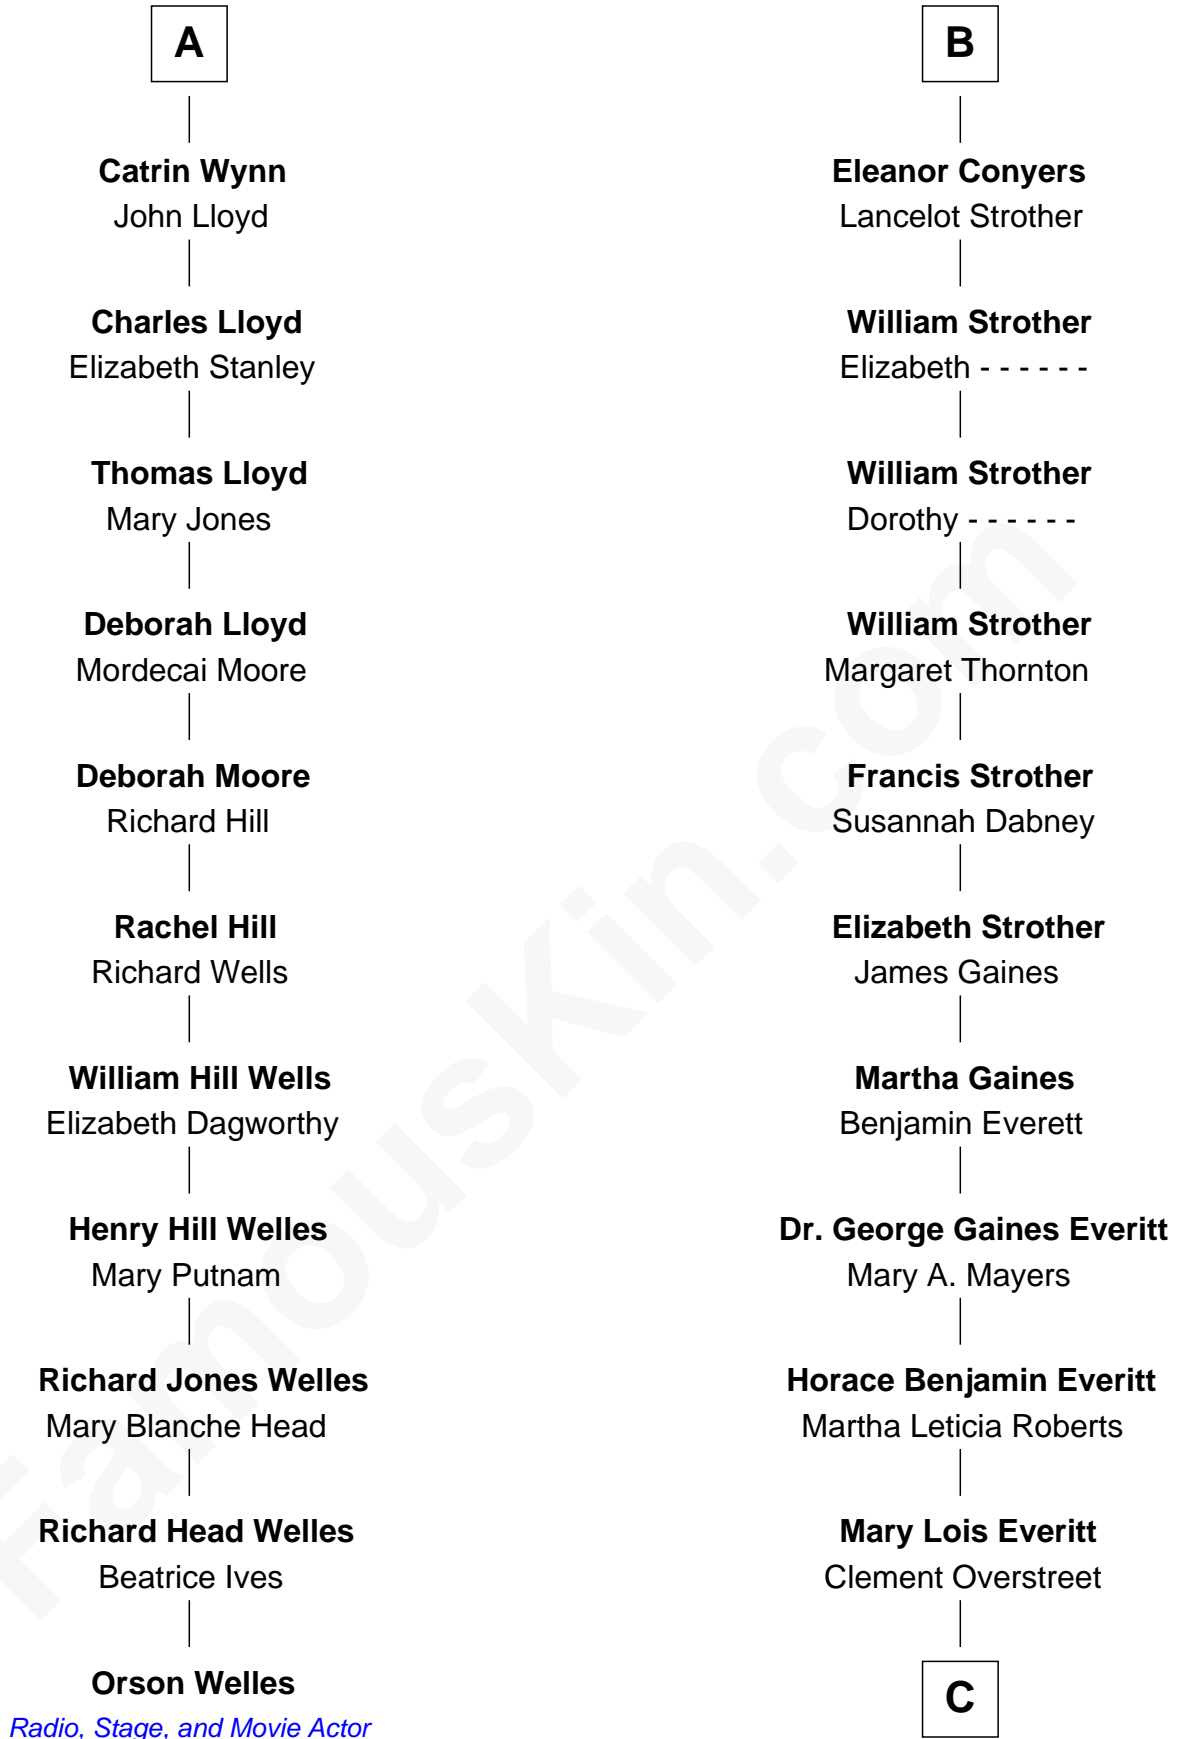 A
Catrin Wynn
John Lloyd
Charles Lloyd
Elizabeth Stanley
Thomas Lloyd
Mary Jones
Deborah Lloyd
Mordecai Moore
Deborah Moore
Richard Hill
Rachel Hill
Richard Wells
William Hill Wells
Elizabeth Dagworthy
Henry Hill Welles
Mary Putnam
Richard Jones Welles
Mary Blanche Head
Richard Head Welles
Beatrice Ives
Orson Welles
Radio, Stage, and Movie Actor
B
Eleanor Conyers
Lancelot Strother
William Strother
Elizabeth - - - - - -
William Strother
Dorothy - - - - - -
William Strother
Margaret Thornton
Francis Strother
Susannah Dabney
Elizabeth Strother
James Gaines
Martha Gaines
Benjamin Everett
Dr. George Gaines Everitt
Mary A. Mayers
Horace Benjamin Everitt
Martha Leticia Roberts
Mary Lois Everitt
Clement Overstreet
C
FamousKin.com